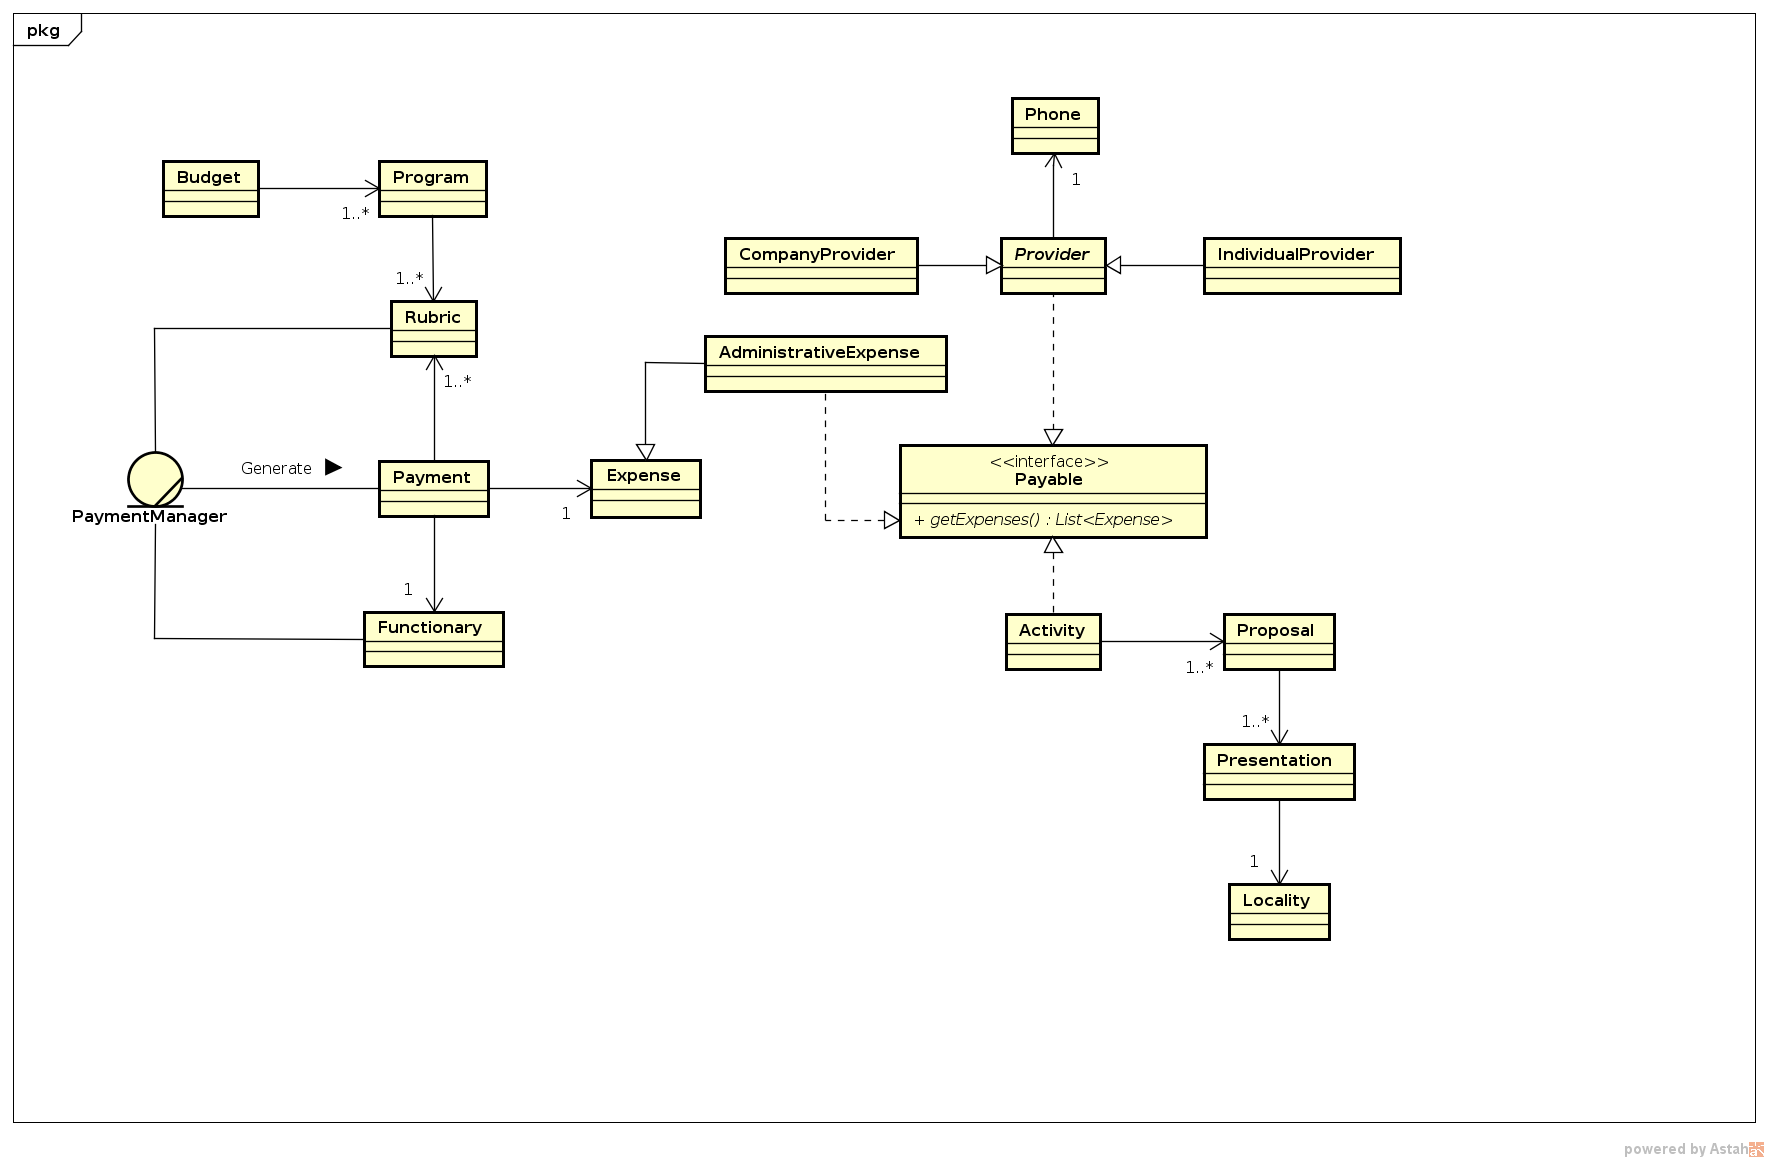 pkg
Phone
1
Budget
Program
1..*
CompanyProvider
Provider
IndividualProvider
1..*
Rubric
1..*
AdministrativeExpense
Generate
Payment
Expense
1
<<interface>>
Payable
+ getExpenses() : List<Expense>
PaymentManager
1
Functionary
Activity
Proposal
1..*
1..*
Presentation
1
Locality
powered by Astah